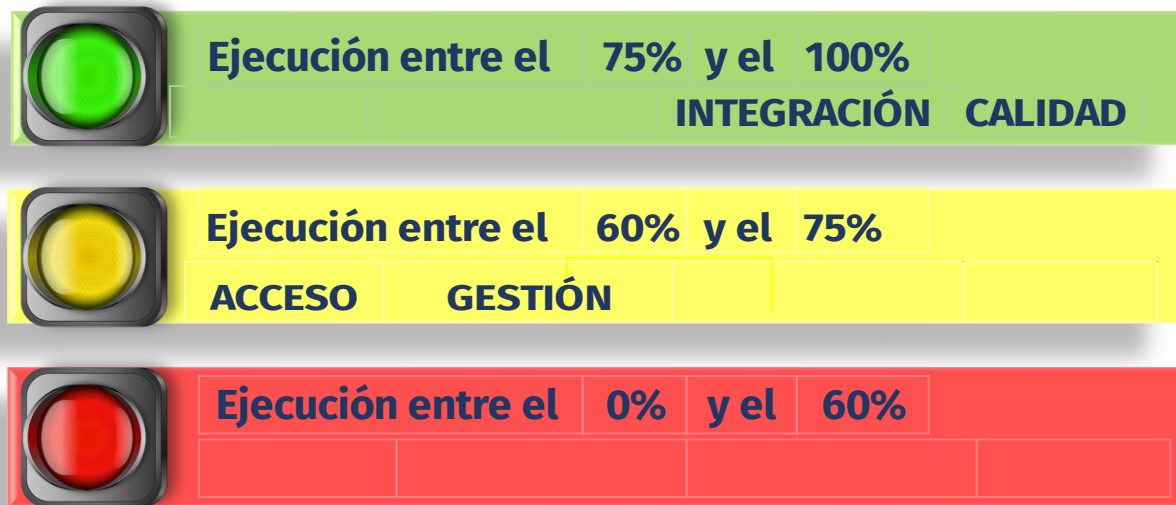 Ejecución entre el 75% y el 100%
INTEGRACIÓN CALIDAD
Ejecución entre el 60% y el 75%
ACCESO GESTIÓN
Ejecución entre el 0% y el 60%